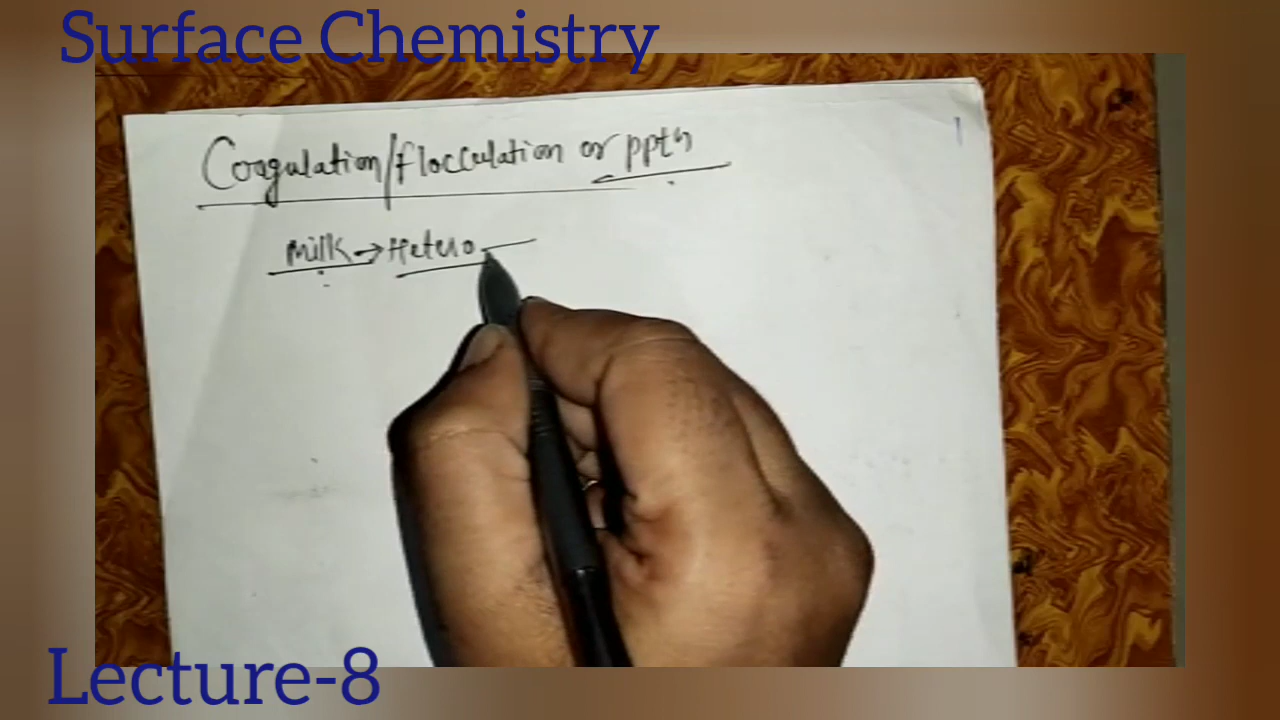 Surface Chemistry
Coagulation/flocculation or pptn
Milk → Hetero
Lecture-8